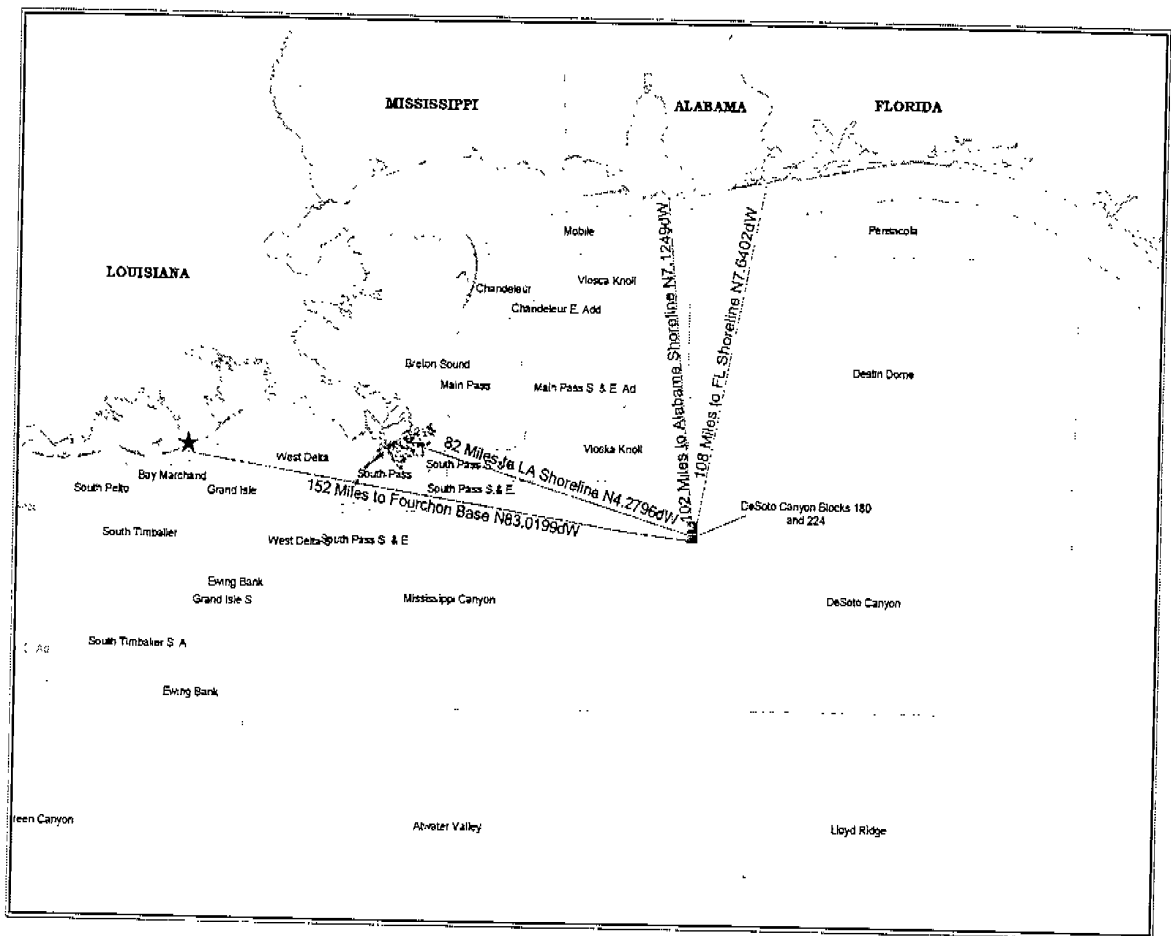 MISSISSIPPI
ALABAMA
FLORIDA
LOUISIANA
Mobile
Pensacola
Chandeleur
Viosca Knoll
Chandeleur E. Add
Breton Sound
Main Pass
Main Pass S & E Ad
Destin Dome
102 Miles to Alabama Shoreline N7.1249dW
108 Miles to FL Shoreline N7.6402dW
82 Miles to LA Shoreline N4.2796dW
152 Miles to Fourchon Base N83.0199dW
West Delta
Viosca Knoll
Bay Marchand
South Pelto
Grand Isle
South Pass
South Pass S
South Pass S & E
DeSoto Canyon Blocks 180
and 224
South Timbalier
West Delta S
South Pass S & E
Ewing Bank
Grand Isle S
Mississippi Canyon
DeSoto Canyon
South Timbalier S A
Ewing Bank
reen Canyon
Atwater Valley
Lloyd Ridge